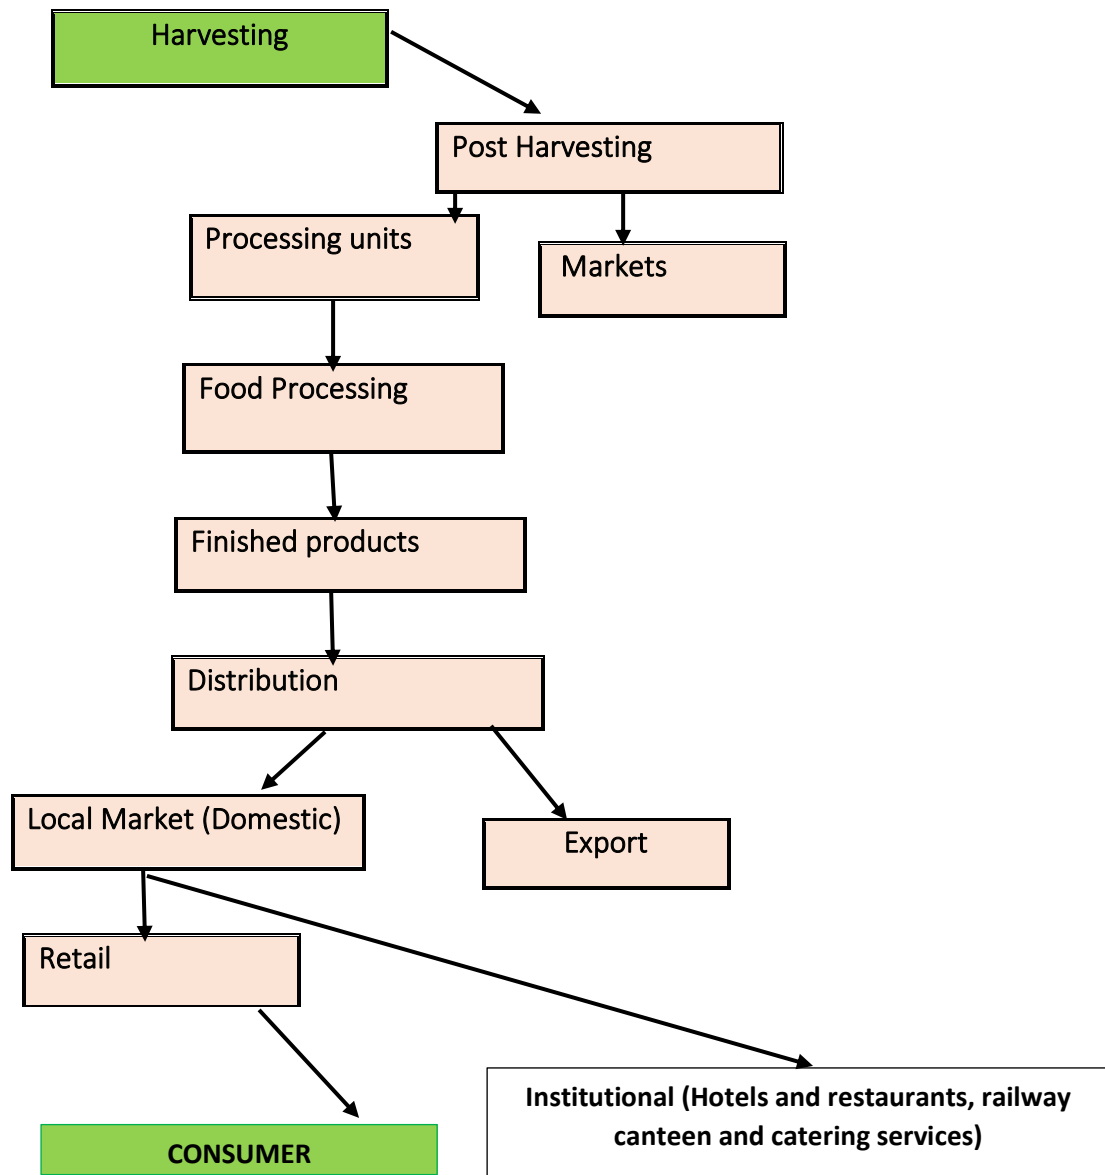 Harvesting
Post Harvesting
Processing units
Markets
Food Processing
Finished products
Distribution
Local Market (Domestic)
Export
Retail
Institutional (Hotels and restaurants, railway
canteen and catering services)
CONSUMER